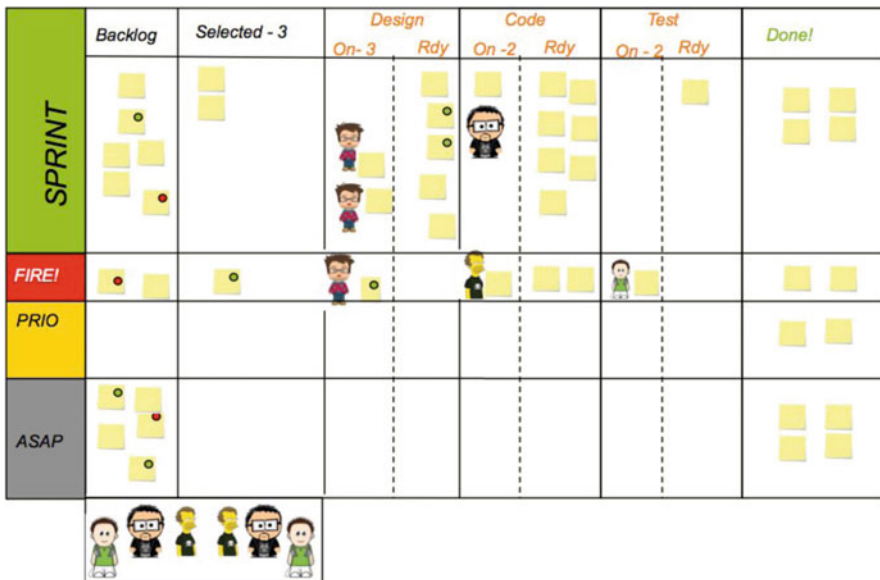 Backlog
Selected - 3
Design
Code
Test
Done!
On- 3
Rdy
On -2
Rdy
On - 2
Rdy
SPRINT
FIRE!
PRIO
ASAP